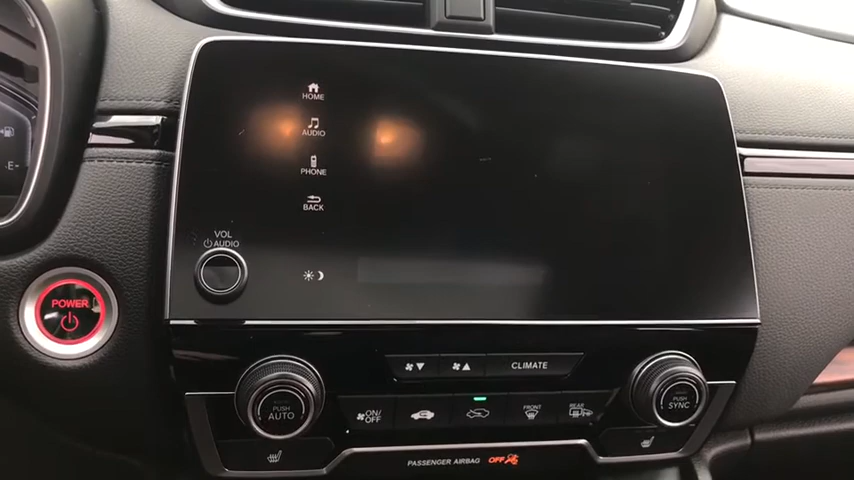 HOME
AUDIO
PHONE
BACK
VOL
AUDIO
E
POWER
CLIMATE
PUSH
AUTO
ON/
OFF
FRONT
REAR
PUSH
SYNC
PASSENGER AIRBAG OFF